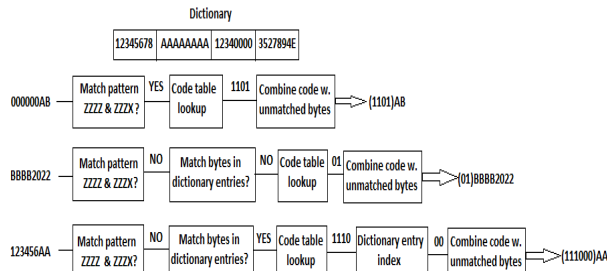 Dictionary
12345678 AAAAAAAA 12340000 3527894E
000000AB Match pattern ZZZZ & ZZZX? YES Code table lookup 1101 Combine code w. unmatched bytes (1101)AB
BBBB2022 Match pattern ZZZZ & ZZZX? NO Match bytes in dictionary entries? NO Code table lookup 01 Combine code w. unmatched bytes (01)BBBB2022
123456AA Match pattern ZZZZ & ZZZX? NO Match bytes in dictionary entries? YES Code table lookup 1110 Dictionary entry index 00 Combine code w. unmatched bytes (111000)AA